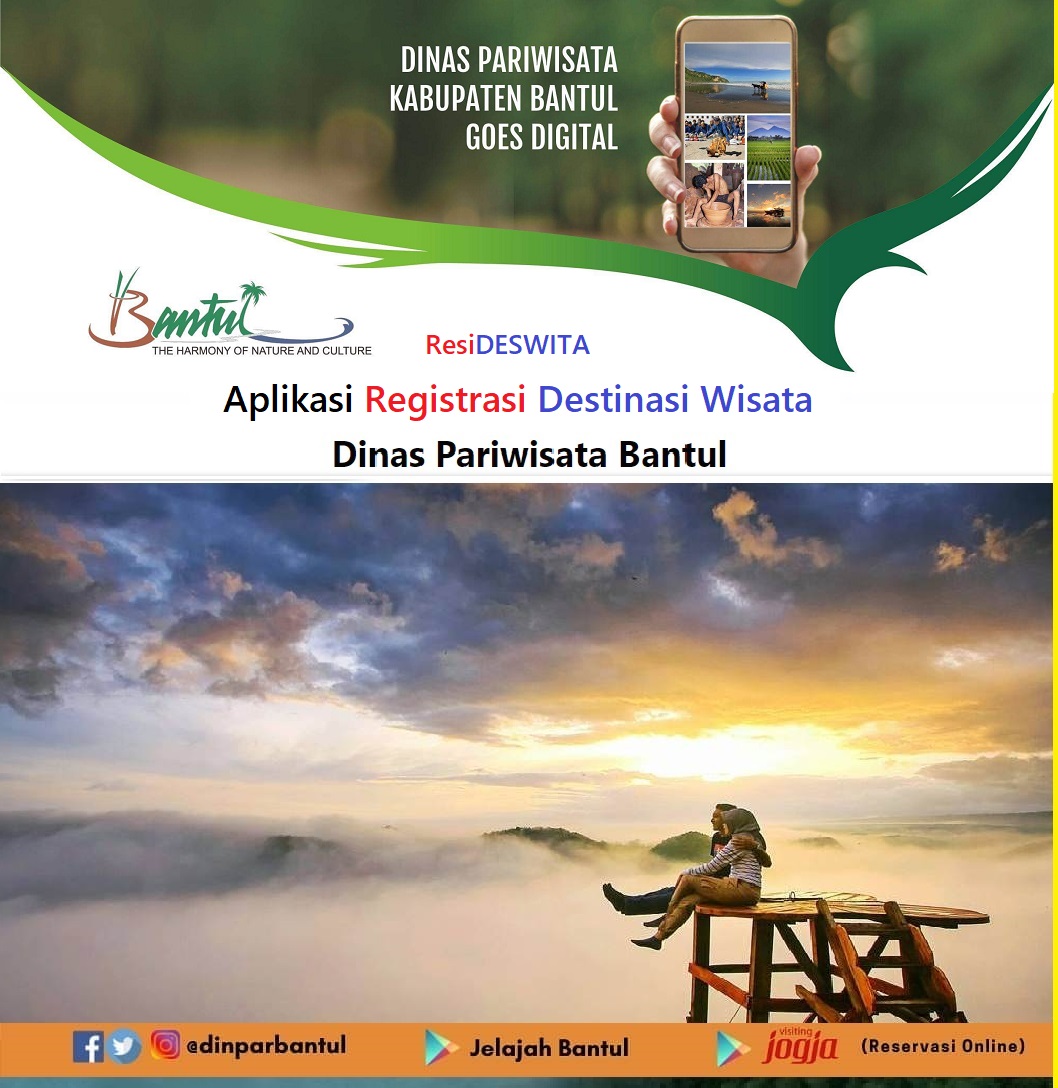 DINAS PARIWISATA
KABUPATEN BANTUL
GOES DIGITAL
Bantul
THE HARMONY OF NATURE AND CULTURE
ResiDESWITA
Aplikasi Registrasi Destinasi Wisata
Dinas Pariwisata Bantul
@dinparbantul
Jelajah Bantul
visiting
jogja
(Reservasi Online)